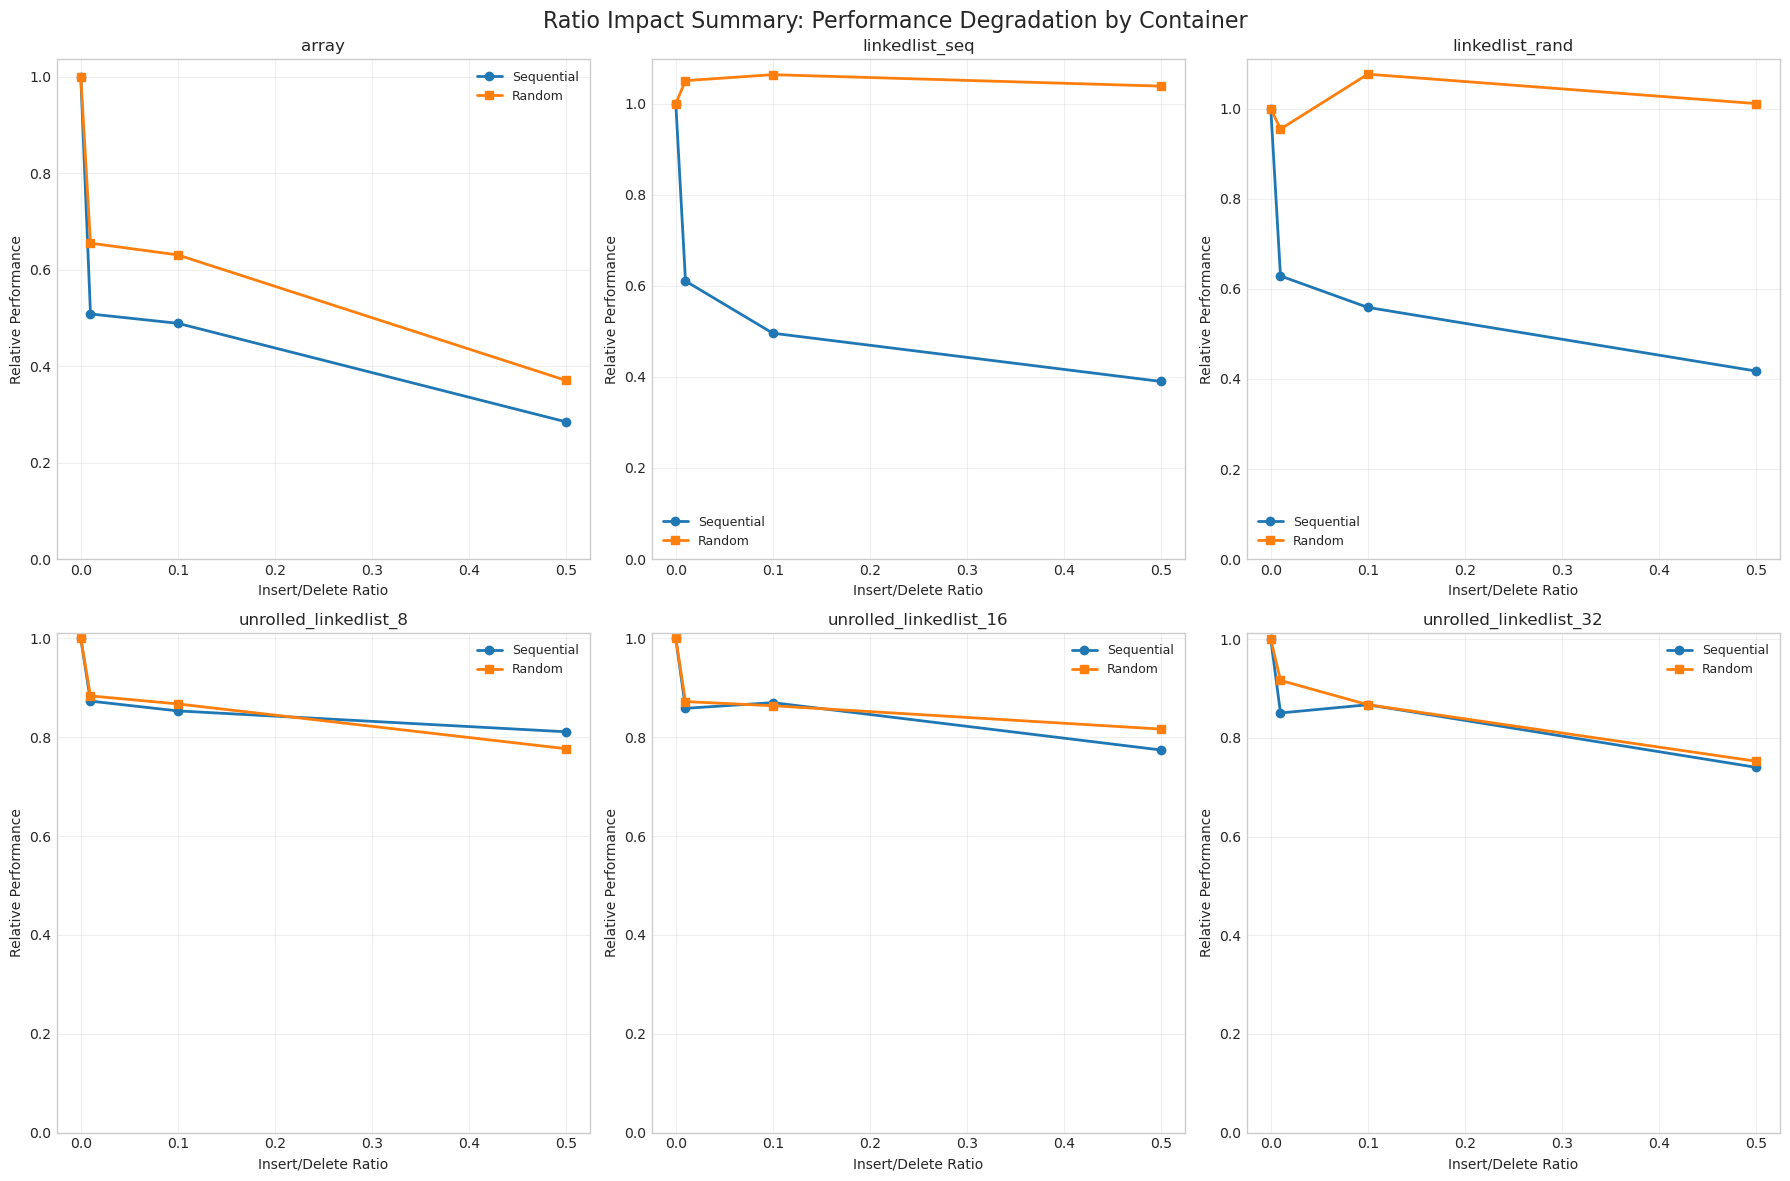 Ratio Impact Summary: Performance Degradation by Container
array
1.0
0.8
0.6
0.4
0.2
0.0
Relative Performance
Sequential
Random
0.0 0.1 0.2 0.3 0.4 0.5
Insert/Delete Ratio
linkedlist_seq
1.0
0.8
0.6
0.4
0.2
0.0
Relative Performance
Sequential
Random
0.0 0.1 0.2 0.3 0.4 0.5
Insert/Delete Ratio
linkedlist_rand
1.0
0.8
0.6
0.4
0.2
0.0
Relative Performance
Sequential
Random
0.0 0.1 0.2 0.3 0.4 0.5
Insert/Delete Ratio
unrolled_linkedlist_8
1.0
0.8
0.6
0.4
0.2
0.0
Relative Performance
Sequential
Random
0.0 0.1 0.2 0.3 0.4 0.5
Insert/Delete Ratio
unrolled_linkedlist_16
1.0
0.8
0.6
0.4
0.2
0.0
Relative Performance
Sequential
Random
0.0 0.1 0.2 0.3 0.4 0.5
Insert/Delete Ratio
unrolled_linkedlist_32
1.0
0.8
0.6
0.4
0.2
0.0
Relative Performance
Sequential
Random
0.0 0.1 0.2 0.3 0.4 0.5
Insert/Delete Ratio